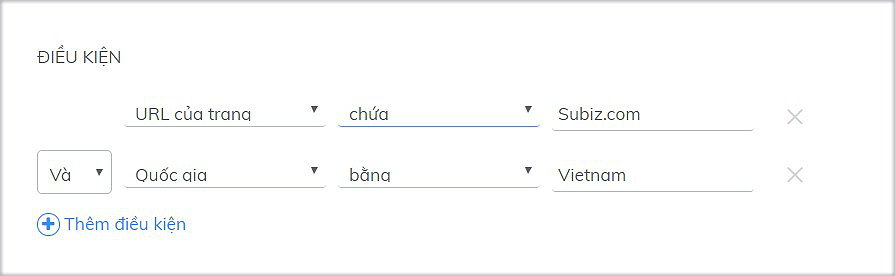 ĐIỀU KIỆN
URL của trang chứa Subiz.com
Và Quốc gia bằng Vietnam
Thêm điều kiện